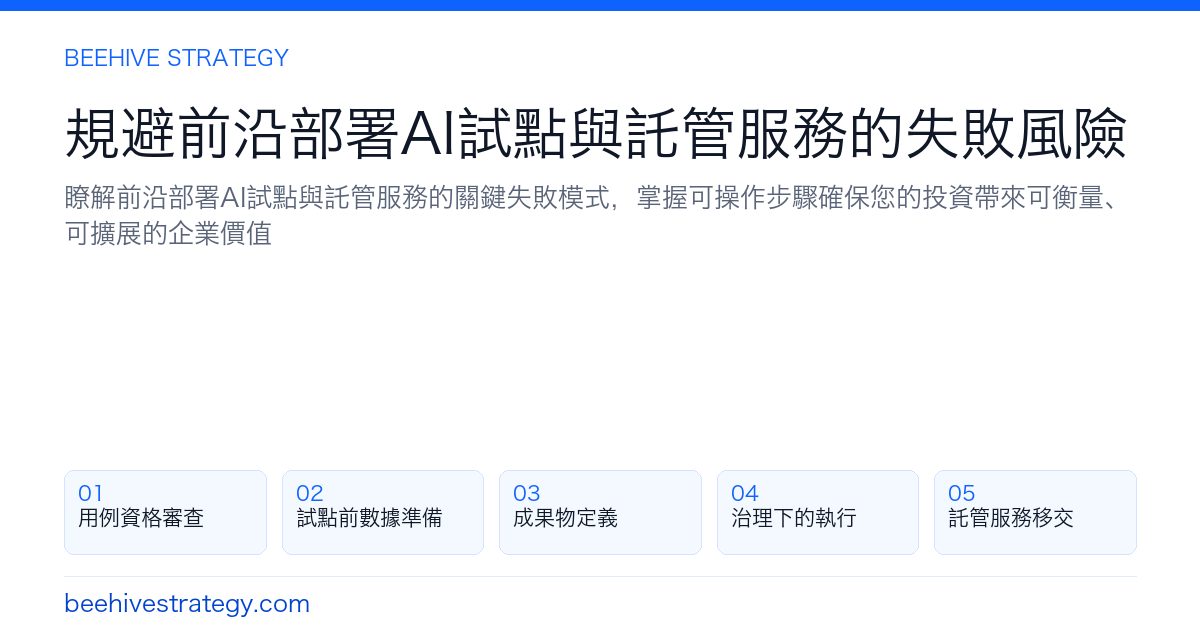 BEEHIVE STRATEGY
規避前沿部署AI試點與託管服務的失敗風險
瞭解前沿部署AI試點與託管服務的關鍵失敗模式，掌握可操作步驟確保您的投資帶來可衡量、
可擴展的企業價值
01
用例資格審查
02
試點前數據準備
03
成果物定義
04
治理下的執行
05
託管服務移交
beehivestrategy.com